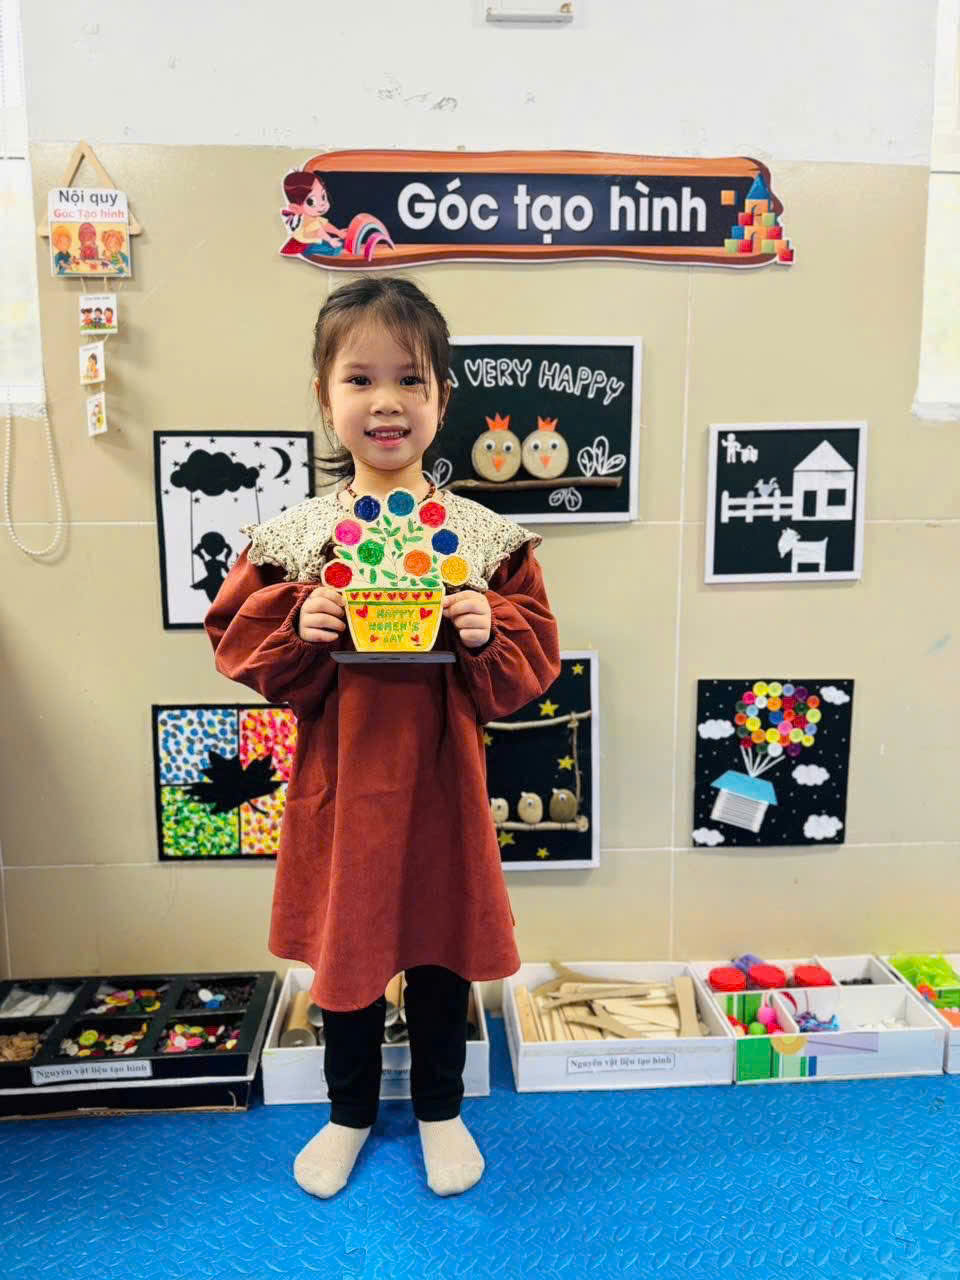 Góc tạo hình
Nội quy
Góc Tạo hình
A VERY HAPPY
HAPPY
WOMEN'S
DAY
Nguyên vật liệu tạo hình
Nguyên vật liệu tạo hình